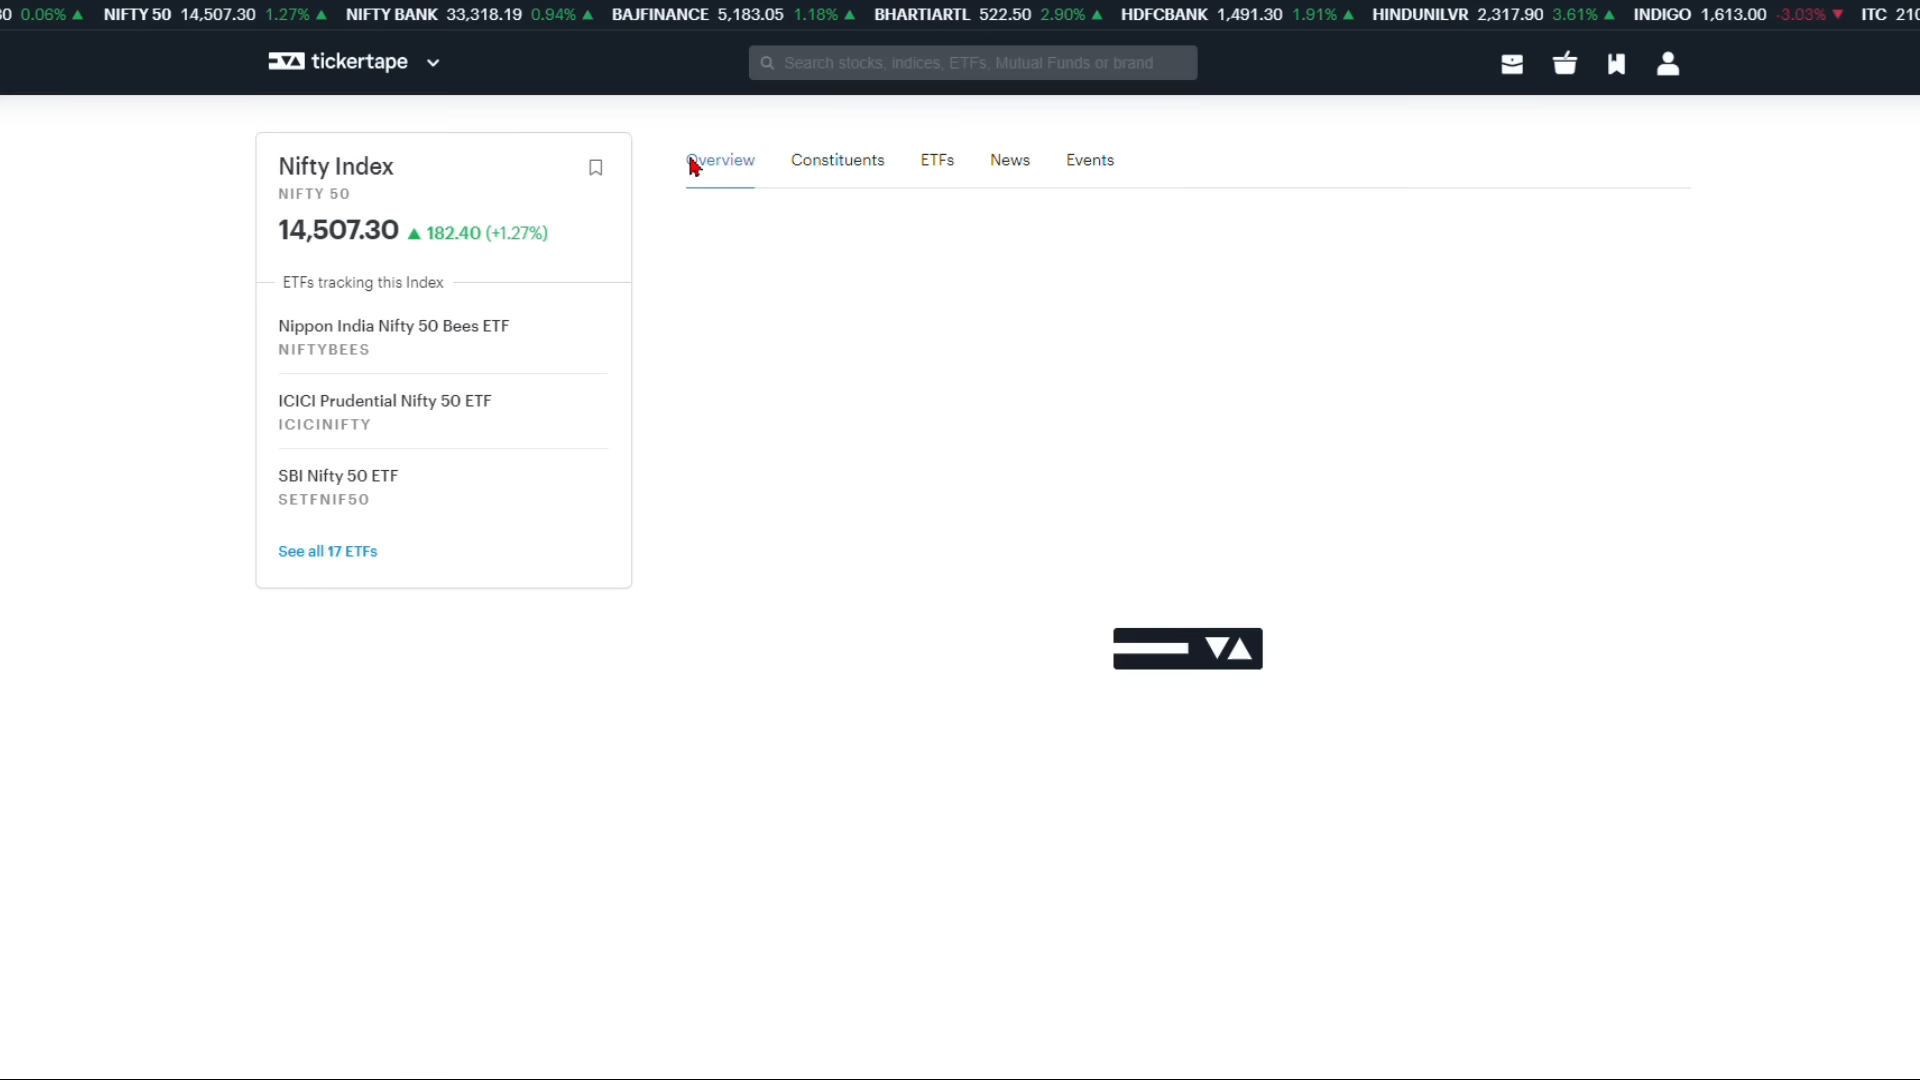 0 0.06% ▲ NIFTY 50 14,507.30 1.27% ▲ NIFTY BANK 33,318.19 0.94% ▲ BAJFINANCE 5,183.05 1.18% ▲ BHARTIARTL 522.50 2.90% ▲ HDFCBANK 1,491.30 1.91% ▲ HINDUNILVR 2,317.90 3.61% ▲ INDIGO 1,613.00 -3.03% ▼ ITC 210
tickertape
Search stocks, indices, ETFs, Mutual Funds or brand
Nifty Index
NIFTY 50
14,507.30 ▲ 182.40 (+1.27%)
ETFs tracking this Index
Nippon India Nifty 50 Bees ETF
NIFTYBEES
ICICI Prudential Nifty 50 ETF
ICICINIFTY
SBI Nifty 50 ETF
SETFNIF50
See all 17 ETFs
Overview Constituents ETFs News Events